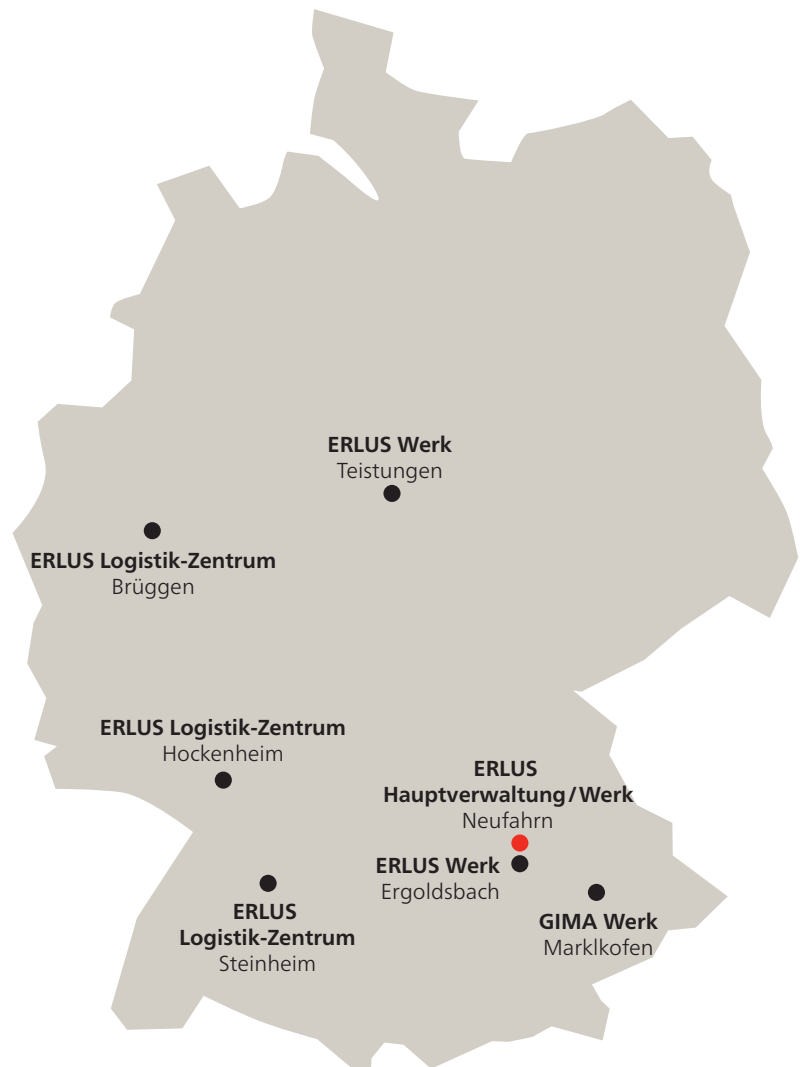 ERLUS Werk
Teistungen
ERLUS Logistik-Zentrum
Brüggen
ERLUS Logistik-Zentrum
Hockenheim
ERLUS
Hauptverwaltung/Werk
Neufahrn
ERLUS Werk
Ergoldsbach
ERLUS
Logistik-Zentrum
Steinheim
GIMA Werk
Marklkofen